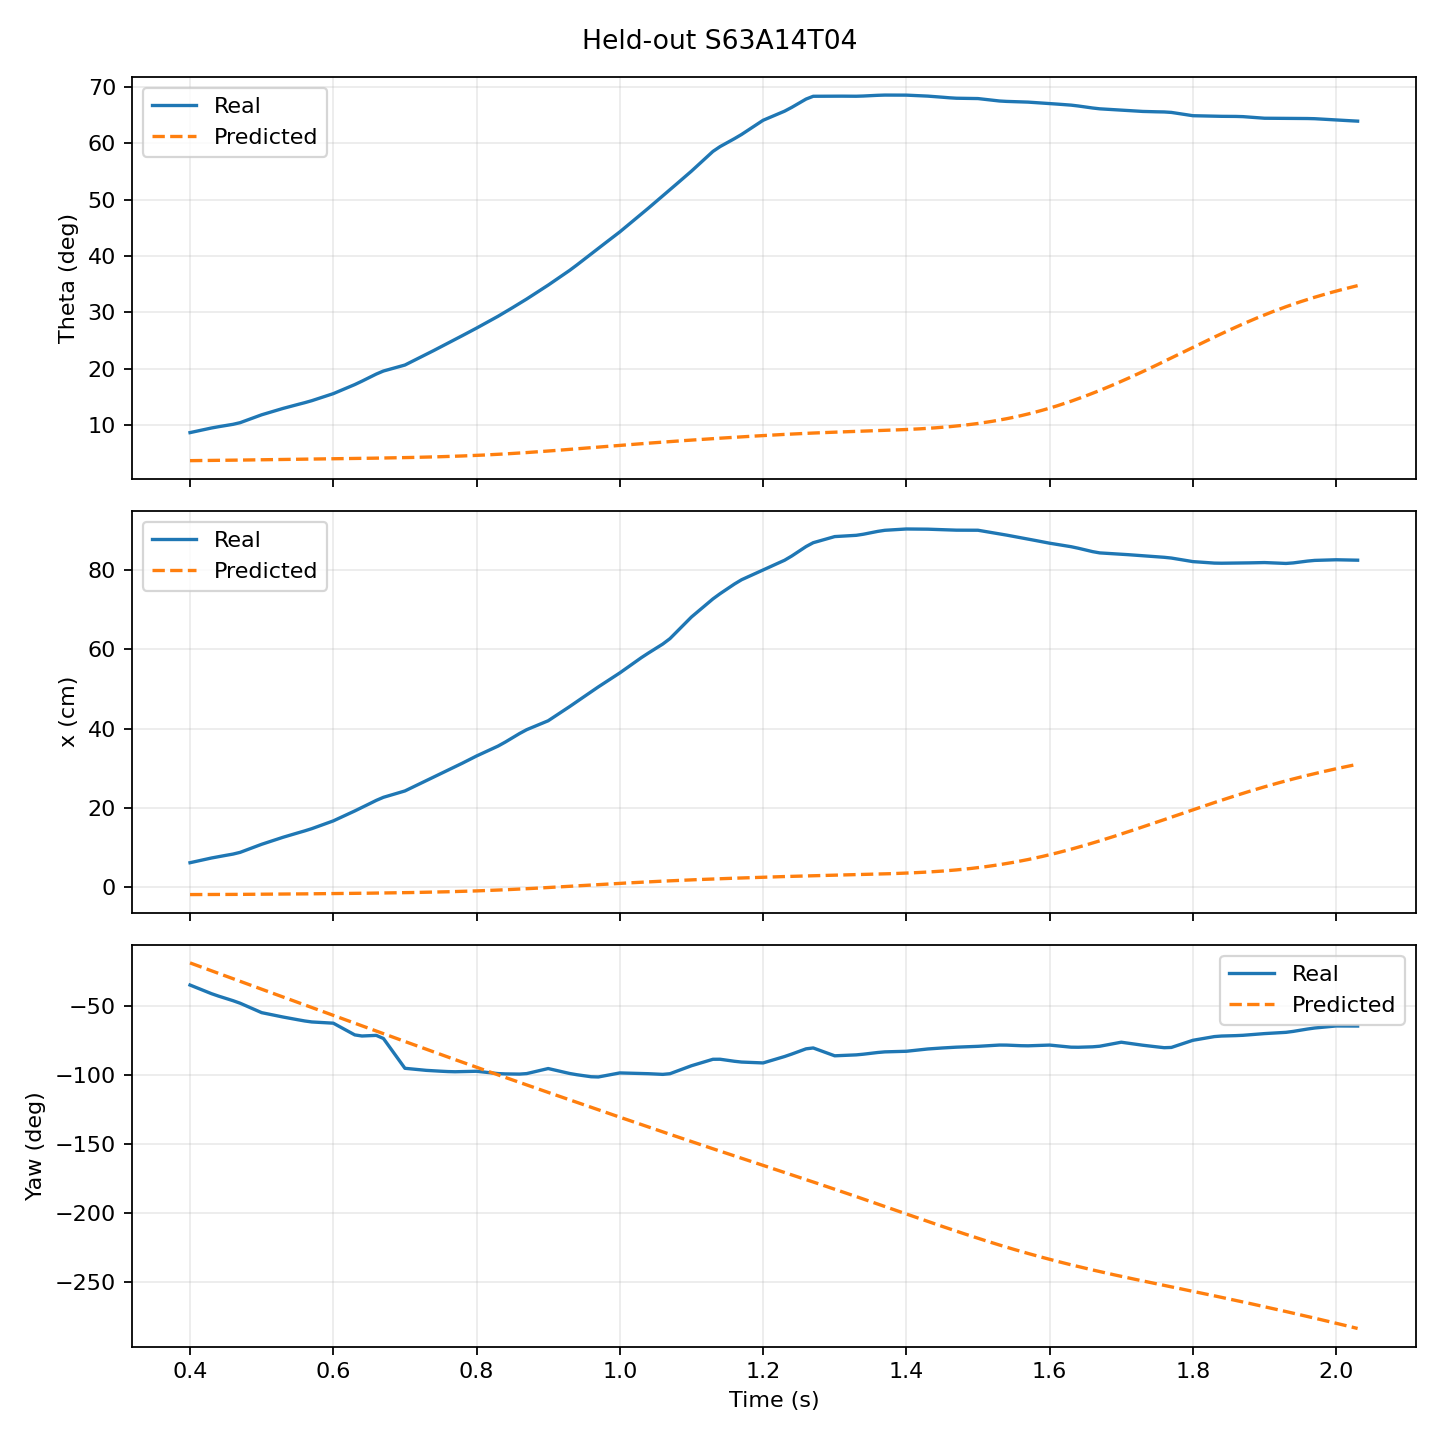 Held-out S63A14T04
Theta (deg)
70
60
50
40
30
20
10
Real
Predicted
x (cm)
80
60
40
20
0
Real
Predicted
Yaw (deg)
−50
−100
−150
−200
−250
Real
Predicted
0.4 0.6 0.8 1.0 1.2 1.4 1.6 1.8 2.0
Time (s)